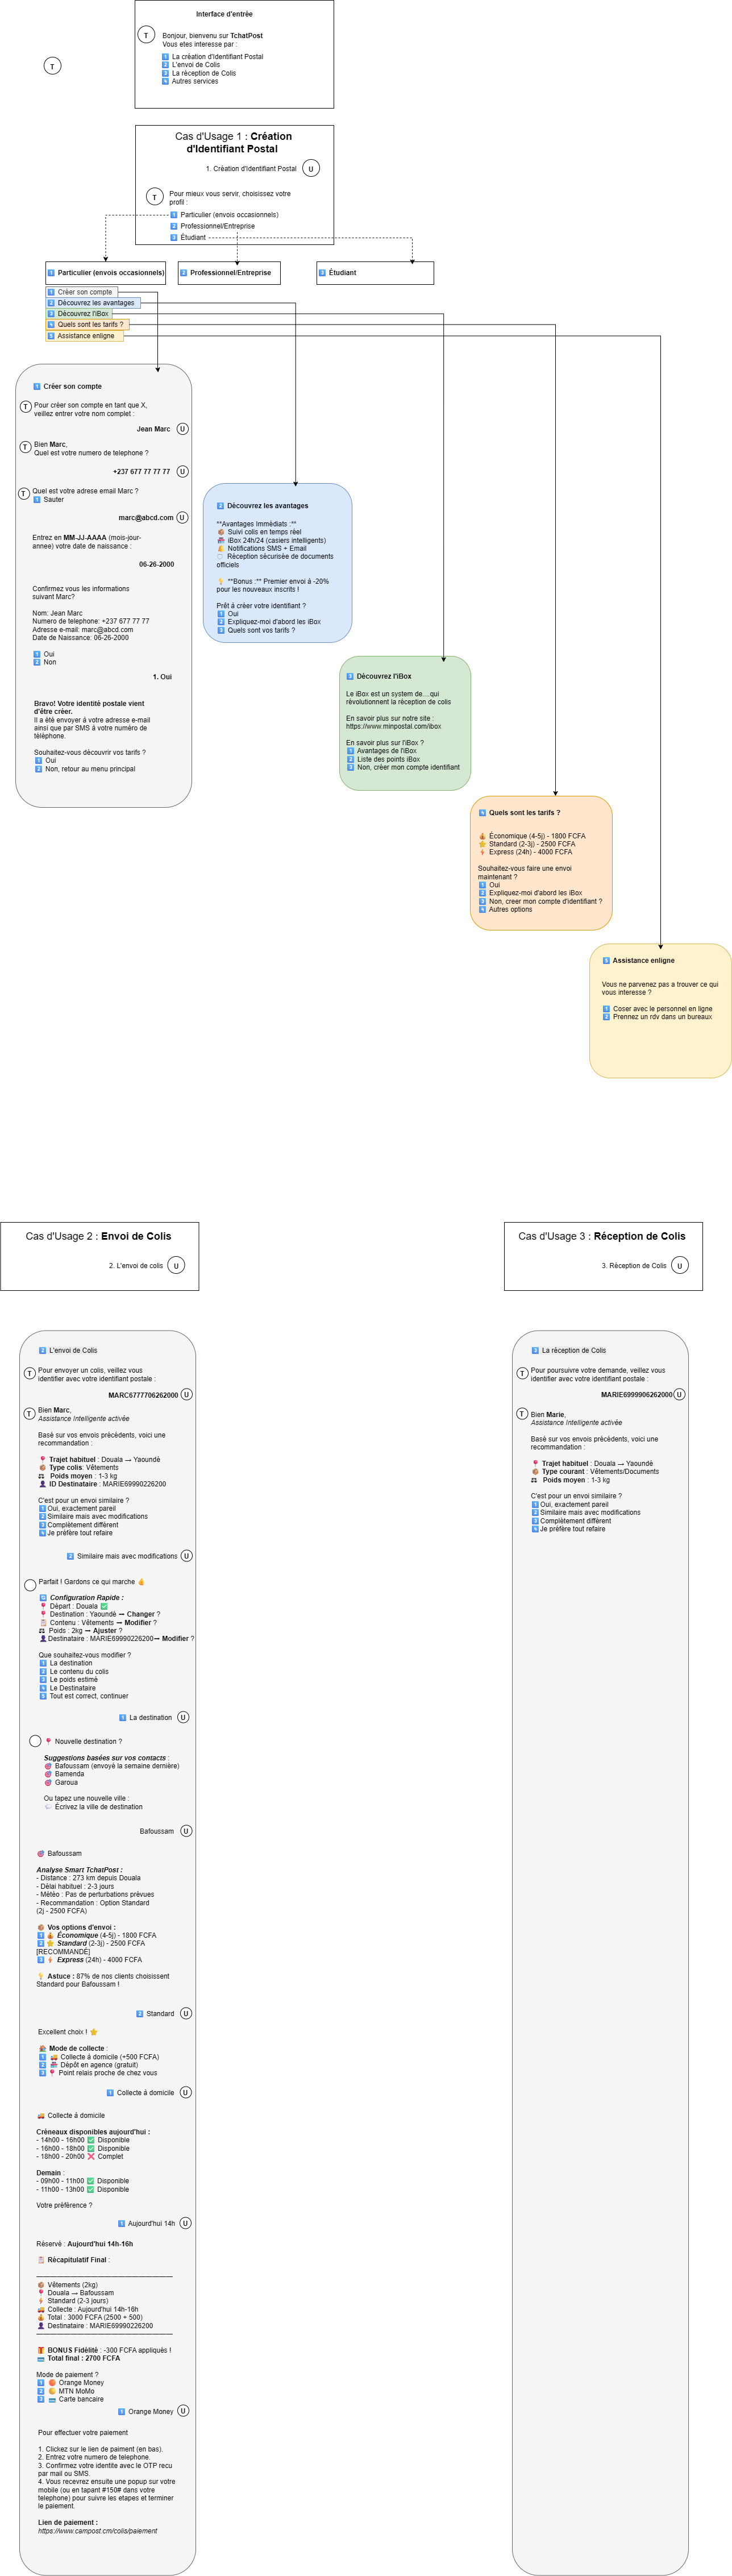 Interface d'entrée
T
Bonjour, bienvenu sur TchatPost
Vous etes interesse par :
1 La création d'Identifiant Postal
2 L'envoi de Colis
3 La réception de Colis
4 Autres services
T
Cas d'Usage 1 : Création
d'Identifiant Postal
1. Création d'Identifiant Postal
U
T
Pour mieux vous servir, choisissez votre
profil :
1 Particulier (envois occasionnels)
2 Professionnel/Entreprise
3 Étudiant
1 Particulier (envois occasionnels)
2 Professionnel/Entreprise
3 Étudiant
1 Créer son compte
2 Découvrez les avantages
3 Découvrez l'iBox
4 Quels sont les tarifs ?
5 Assistance enligne
1 Créer son compte
T
Pour créer son compte en tant que X,
veillez entrer votre nom complet :
Jean Marc
U
T
Bien Marc,
Quel est votre numero de telephone ?
+237 677 77 77 77
U
T
Quel est votre adrese email Marc ?
1 Sauter
marc@abcd.com
U
Entrez en MM-JJ-AAAA (mois-jour-
annee) votre date de naissance :
06-26-2000
Confirmez vous les informations
suivant Marc?
Nom: Jean Marc
Numero de telephone: +237 677 77 77
Adresse e-mail: marc@abcd.com
Date de Naissance: 06-26-2000
1 Oui
2 Non
1. Oui
Bravo! Votre identité postale vient
d'être créer.
Il a été envoyer à votre adresse e-mail
ainsi que par SMS à votre numéro de
téléphone.
Souhaitez-vous découvrir vos tarifs ?
1 Oui
2 Non, retour au menu principal
2 Découvrez les avantages
**Avantages Immédiats :**
Suivi colis en temps réel
iBox 24h/24 (casiers intelligents)
Notifications SMS + Email
Réception sécurisée de documents
officiels
**Bonus :** Premier envoi à -20%
pour les nouveaux inscrits !
Prêt à créer votre identifiant ?
1 Oui
2 Expliquez-moi d'abord les iBox
3 Quels sont vos tarifs ?
3 Découvrez l'iBox
Le iBox est un system de....qui
révolutionnent la réception de colis
En savoir plus sur notre site :
https://www.minpostal.com/ibox
En savoir plus sur l'iBox ?
1 Avantages de l'iBox
2 Liste des points iBox
3 Non, créer mon compte identifiant
4 Quels sont les tarifs ?
Économique (4-5j) - 1800 FCFA
Standard (2-3j) - 2500 FCFA
Express (24h) - 4000 FCFA
Souhaitez-vous faire une envoi
maintenant ?
1 Oui
2 Expliquez-moi d'abord les iBox
3 Non, creer mon compte d'identifiant ?
4 Autres options
5 Assistance enligne
Vous ne parvenez pas a trouver ce qui
vous interesse ?
1 Coser avec le personnel en ligne
2 Prennez un rdv dans un bureaux
Cas d'Usage 2 : Envoi de Colis
2. L'envoi de colis
U
2 L'envoi de Colis
T
Pour envoyer un colis, veillez vous
identifier avec votre identifiant postale :
MARC6777706262000
U
T
Bien Marc,
Assistance Intelligente activée
Basé sur vos envois précédents, voici une
recommandation :
Trajet habituel : Douala → Yaoundé
Type colis: Vêtements
Poids moyen : 1-3 kg
ID Destinataire : MARIE69990226200
C'est pour un envoi similaire ?
1 Oui, exactement pareil
2 Similaire mais avec modifications
3 Complètement différent
4 Je préfère tout refaire
2 Similaire mais avec modifications
U
Parfait ! Gardons ce qui marche
Configuration Rapide :
Départ : Douala ✅
Destination : Yaoundé → Changer ?
Contenu : Vêtements → Modifier ?
Poids : 2kg → Ajuster ?
Destinataire : MARIE69990226200→ Modifier ?
Que souhaitez-vous modifier ?
1 La destination
2 Le contenu du colis
3 Le poids estimé
4 Le Destinataire
5 Tout est correct, continuer
1 La destination
U
Nouvelle destination ?
Suggestions basées sur vos contacts :
Bafoussam (envoyé la semaine dernière)
Bamenda
Garoua
Ou tapez une nouvelle ville :
Écrivez la ville de destination
Bafoussam
U
Bafoussam
Analyse Smart TchatPost :
- Distance : 273 km depuis Douala
- Délai habituel : 2-3 jours
- Météo : Pas de perturbations prévues
- Recommandation : Option Standard
(2j - 2500 FCFA)
Vos options d'envoi :
1 Économique (4-5j) - 1800 FCFA
2 Standard (2-3j) - 2500 FCFA
[RECOMMANDÉ]
3 Express (24h) - 4000 FCFA
Astuce : 87% de nos clients choisissent
Standard pour Bafoussam !
2 Standard
U
Excellent choix !
Mode de collecte :
1 Collecte à domicile (+500 FCFA)
2 Dépôt en agence (gratuit)
3 Point relais proche de chez vous
1 Collecte à domicile
U
Collecte à domicile
Créneaux disponibles aujourd'hui :
- 14h00 - 16h00 ✅ Disponible
- 16h00 - 18h00 ✅ Disponible
- 18h00 - 20h00 ❌ Complet
Demain :
- 09h00 - 11h00 ✅ Disponible
- 11h00 - 13h00 ✅ Disponible
Votre préférence ?
1 Aujourd'hui 14h
U
Réservé : Aujourd'hui 14h-16h
Récapitulatif Final :
Vêtements (2kg)
Douala → Bafoussam
Standard (2-3 jours)
Collecte : Aujourd'hui 14h-16h
Total : 3000 FCFA (2500 + 500)
Destinataire : MARIE69990226200
BONUS Fidélité : -300 FCFA appliqués !
Total final : 2700 FCFA
Mode de paiement ?
1 Orange Money
2 MTN MoMo
3 Carte bancaire
1 Orange Money
U
Pour effectuer votre paiement
1. Clickez sur le lien de paiment (en bas).
2. Entrez votre numero de telephone.
3. Confirmez votre identite avec le OTP recu
par mail ou SMS.
4. Vous recevrez ensuite une popup sur votre
mobile (ou en tapant #150# dans votre
telephone) pour suivre les etapes et terminer
le paiement.
Lien de paiement :
https://www.campost.cm/colis/paiement
Cas d'Usage 3 : Réception de Colis
3. Réception de Colis
U
3 La réception de Colis
T
Pour poursuivre votre demande, veillez vous
identifier avec votre identifiant postale :
MARIE6999906262000
U
T
Bien Marie,
Assistance Intelligente activée
Basé sur vos envois précédents, voici une
recommandation :
Trajet habituel : Douala → Yaoundé
Type courant : Vêtements/Documents
Poids moyen : 1-3 kg
C'est pour un envoi similaire ?
1 Oui, exactement pareil
2 Similaire mais avec modifications
3 Complètement différent
4 Je préfère tout refaire